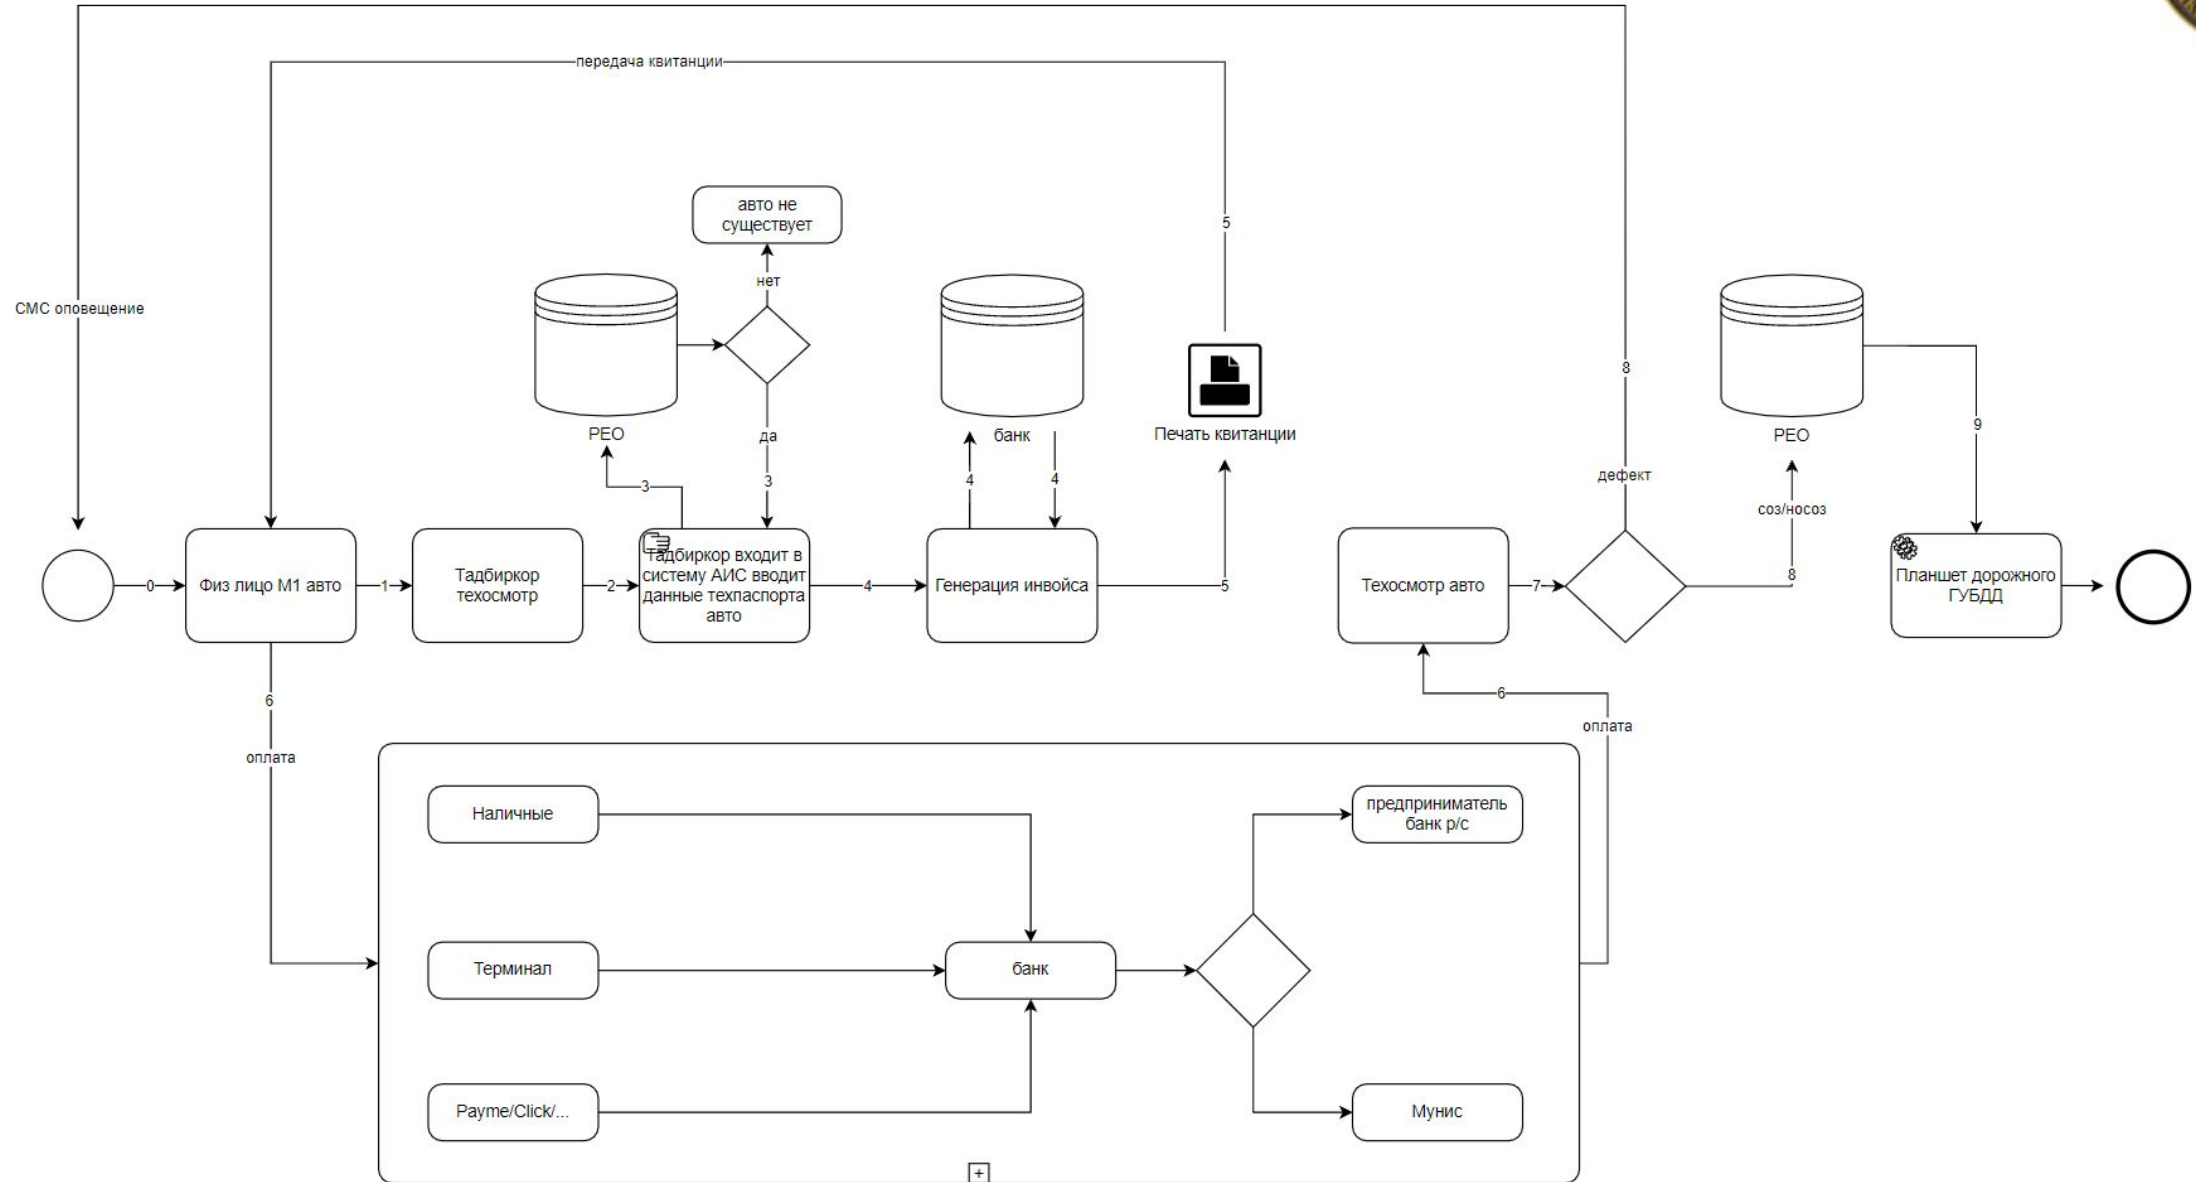 передача квитанции
авто не
существует
5
нет
СМС оповещение
8
9
РЕО
да
банк
Печать квитанции
РЕО
дефект
3
3
4
4
соз/носоз
0
Физ лицо М1 авто
1
Тадбиркор
техосмотр
2
Тадбиркор входит в
систему АИС вводит
данные техпаспорта
авто
4
Генерация инвойса
5
Техосмотр авто
7
8
Планшет дорожного
ГУБДД
6
6
оплата
оплата
Наличные
предприниматель
банк р/с
Терминал
банк
Payme/Click/...
Мунис